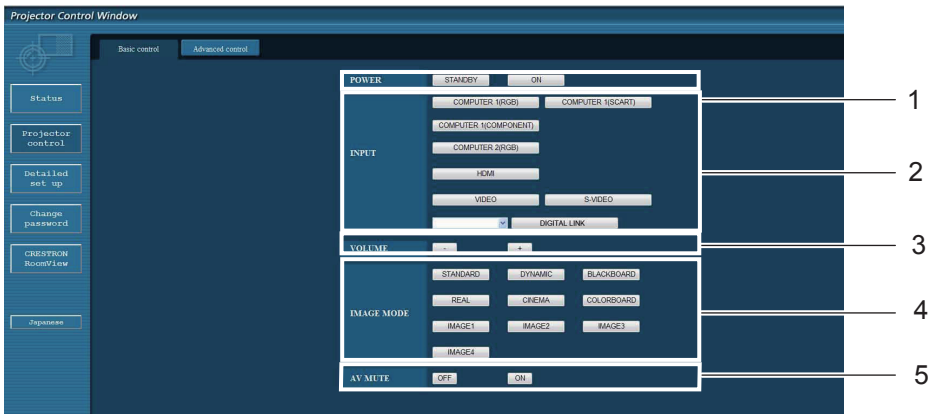 Projector Control Window
Basic control
Advanced control
Status
Projector control
Detailed set up
Change password
CRESTRON RoomView
Japanese
POWER
STANDBY ON
INPUT
COMPUTER 1(RGB) COMPUTER 1(SCART)
COMPUTER 1(COMPONENT)
COMPUTER 2(RGB)
HDMI
VIDEO S-VIDEO
DIGITAL LINK
VOLUME
- +
IMAGE MODE
STANDARD DYNAMIC BLACKBOARD
REAL CINEMA COLORBOARD
IMAGE1 IMAGE2 IMAGE3
IMAGE4
AV MUTE
OFF ON
1
2
3
4
5